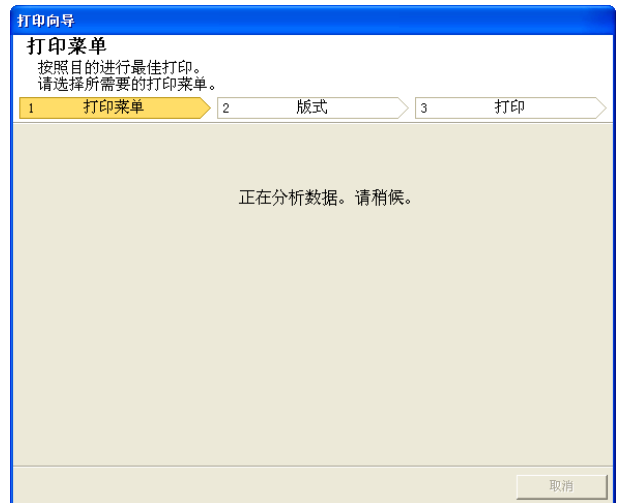 打印向导
打印菜单
按照目的进行最佳打印。
请选择所需要的打印菜单。
1 打印菜单 2 版式 3 打印
正在分析数据。请稍候。
取消